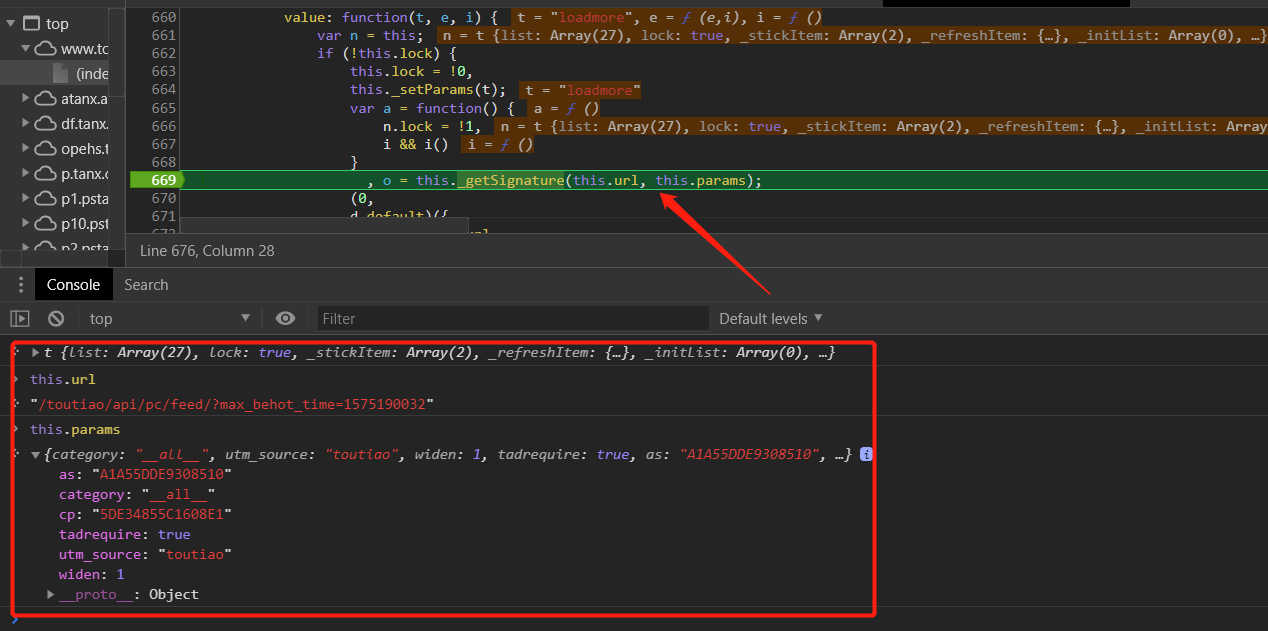 top
www.to
(inde
atanx.a
df.tanx.
opehs.t
p.tanx.c
p1.psta
p10.pst
p2.psta
660 value: function(t, e, i) { t = "loadmore", e = ƒ (e,i), i = ƒ ()
661 var n = this; n = t {list: Array(27), lock: true, _stickItem: Array(2), _refreshItem: {…}, _initList: Array(0), …}
662 if (!this.lock) {
663 this.lock = !0,
664 this._setParams(t); t = "loadmore"
665 var a = function() { a = ƒ ()
666 n.lock = !1, n = t {list: Array(27), lock: true, _stickItem: Array(2), _refreshItem: {…}, _initList: Array
667 i && i() i = ƒ ()
668 }
669 , o = this._getSignature(this.url, this.params);
670 (0,
671 d.default)({
672
Line 676, Column 28
Console Search
top Filter Default levels
t {list: Array(27), lock: true, _stickItem: Array(2), _refreshItem: {…}, _initList: Array(0), …}
this.url
"/toutiao/api/pc/feed/?max_behot_time=1575190032"
this.params
{category: "__all__", utm_source: "toutiao", widen: 1, tadrequire: true, as: "A1A55DDE9308510", …}
as: "A1A55DDE9308510"
category: "__all__"
cp: "5DE34855C1608E1"
tadrequire: true
utm_source: "toutiao"
widen: 1
__proto__: Object